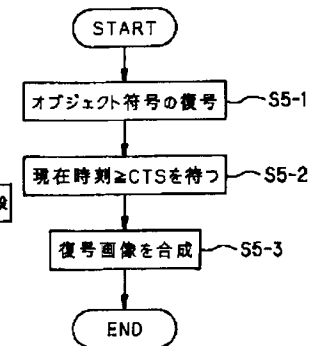 START
オブジェクト符号の復号 S5-1
現在時刻≧CTSを待つ S5-2
段
復号画像を合成 S5-3
END